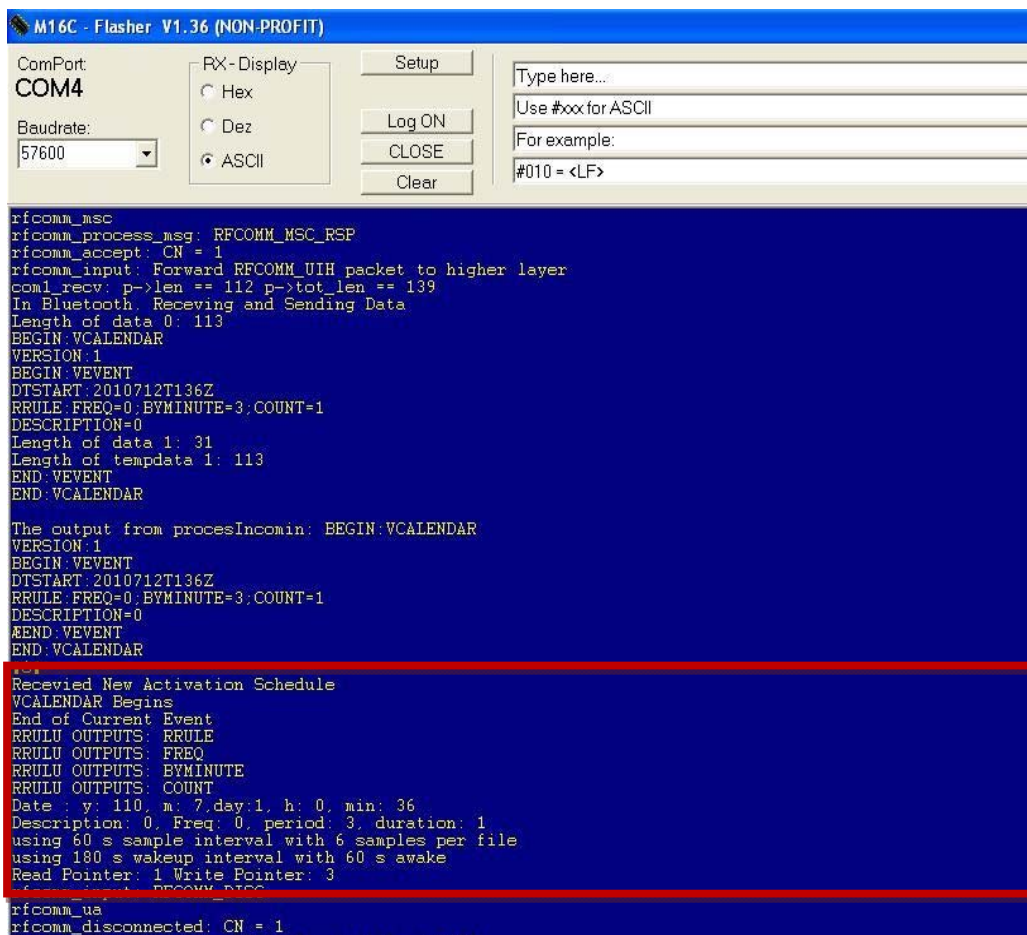 M16C - Flasher V1.36 (NON-PROFIT)
ComPort:
COM4
Baudrate:
57600
RX-Display
Hex
Dez
ASCII
Setup
Log ON
CLOSE
Clear
Type here...
Use #xxx for ASCII
For example:
#010 = <LF>
rfcomm_msc
rfcomm_process_msg: RFCOMM_MSC_RSP
rfcomm_accept: CN = 1
rfcomm_input: Forward RFCOMM_UIH packet to higher layer
com1_recv: p->len == 112 p->tot_len == 139
In Bluetooth. Receving and Sending Data
Length of data 0: 113
BEGIN:VCALENDAR
VERSION:1
BEGIN:VEVENT
DTSTART:2010712T136Z
RRULE:FREQ=0;BYMINUTE=3;COUNT=1
DESCRIPTION=0
Length of data 1: 31
Length of tempdata 1: 113
END:VEVENT
END:VCALENDAR
The output from procesIncomin: BEGIN:VCALENDAR
VERSION:1
BEGIN:VEVENT
DTSTART:2010712T136Z
RRULE:FREQ=0;BYMINUTE=3;COUNT=1
DESCRIPTION=0
ÆEND:VEVENT
END:VCALENDAR
Recevied New Activation Schedule
VCALENDAR Begins
End of Current Event
RRULU OUTPUTS: RRULE
RRULU OUTPUTS: FREQ
RRULU OUTPUTS: BYMINUTE
RRULU OUTPUTS: COUNT
Date : y: 110, m: 7,day:1, h: 0, min: 36
Description: 0, Freq: 0, period: 3, duration: 1
using 60 s sample interval with 6 samples per file
using 180 s wakeup interval with 60 s awake
Read Pointer: 1 Write Pointer: 3
rfcomm_input: RFCOMM_DISC
rfcomm_ua
rfcomm_disconnected: CN = 1